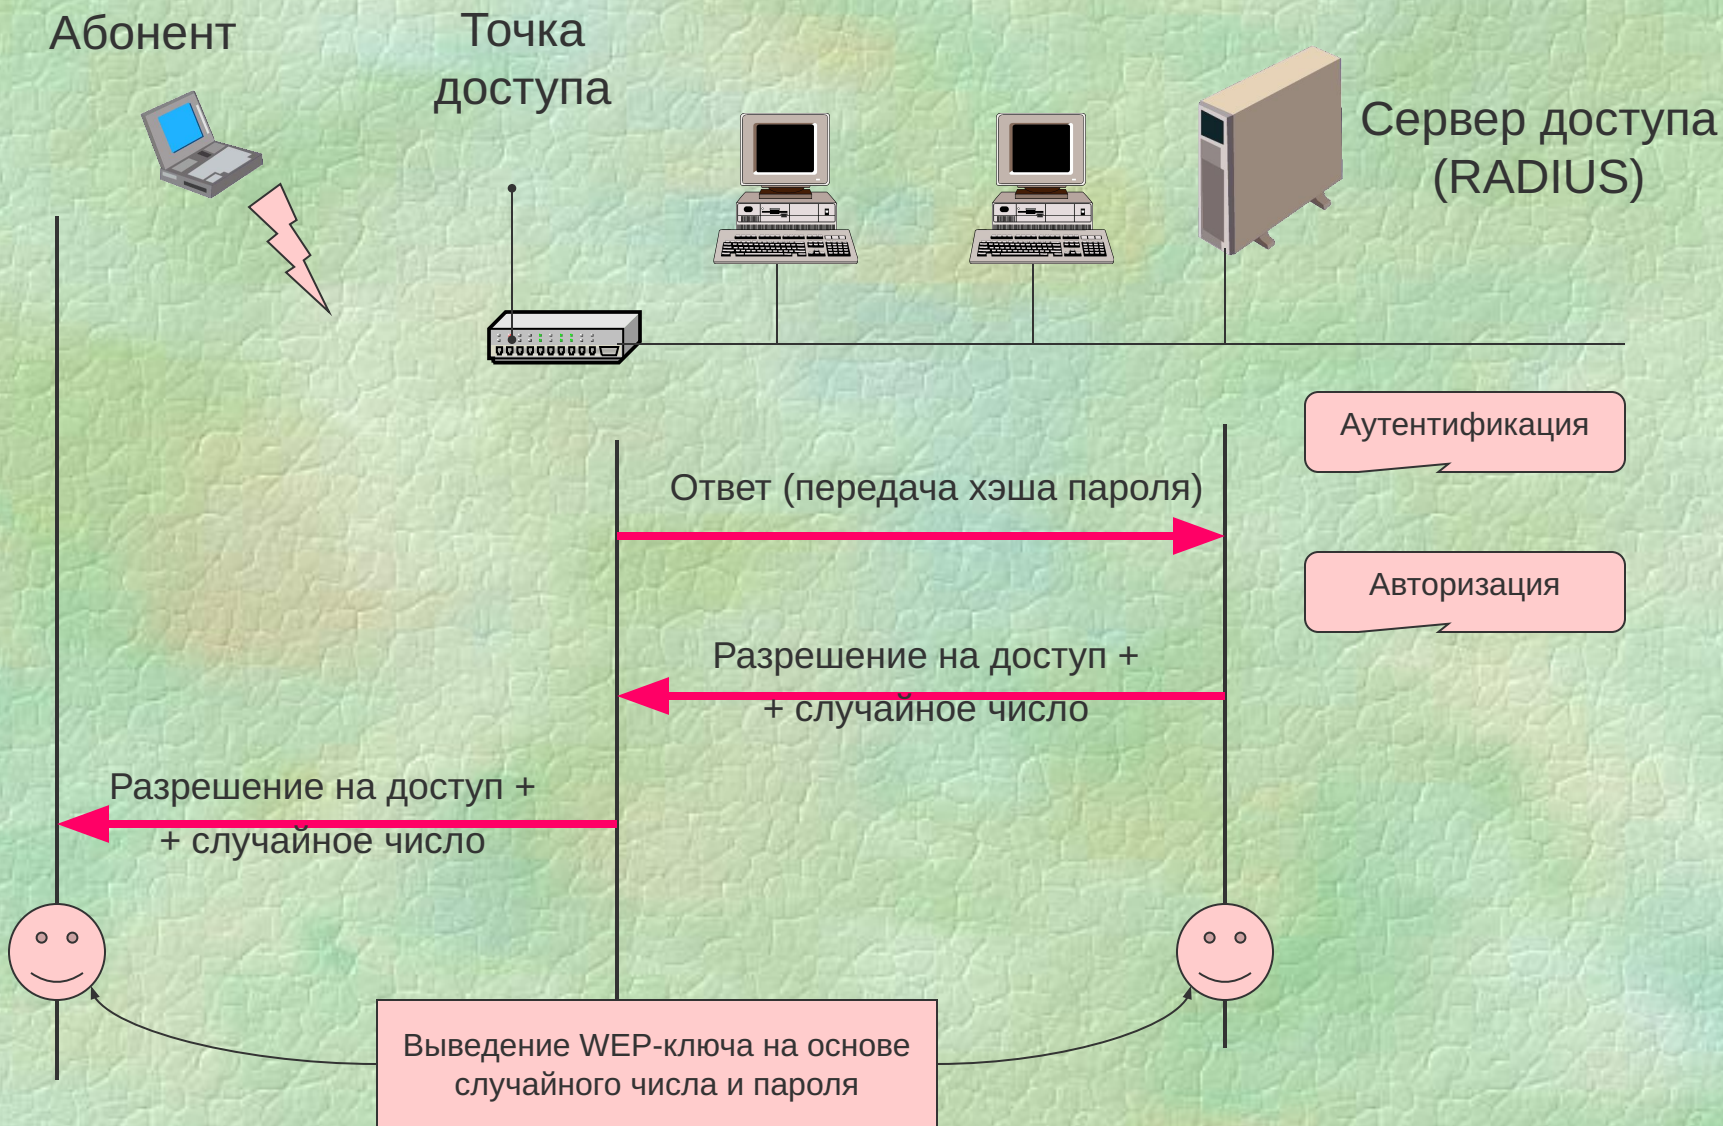 Абонент
Точка
доступа
Сервер доступа
(RADIUS)
Аутентификация
Ответ (передача хэша пароля)
Авторизация
Разрешение на доступ +
+ случайное число
Разрешение на доступ +
+ случайное число
Выведение WEP-ключа на основе
случайного числа и пароля